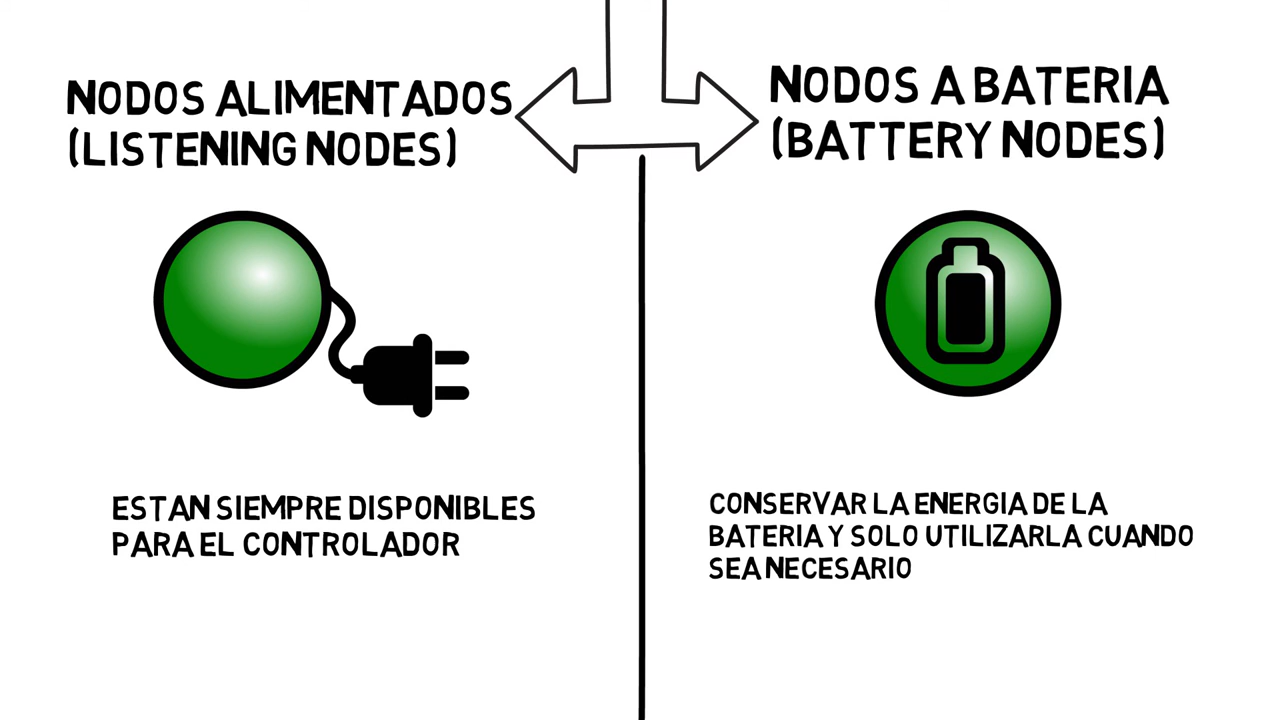 NODOS ALIMENTADOS
(LISTENING NODES)
ESTAN SIEMPRE DISPONIBLES
PARA EL CONTROLADOR
NODOS A BATERIA
(BATTERY NODES)
CONSERVAR LA ENERGIA DE LA
BATERIA Y SOLO UTILIZARLA CUANDO
SEA NECESARIO